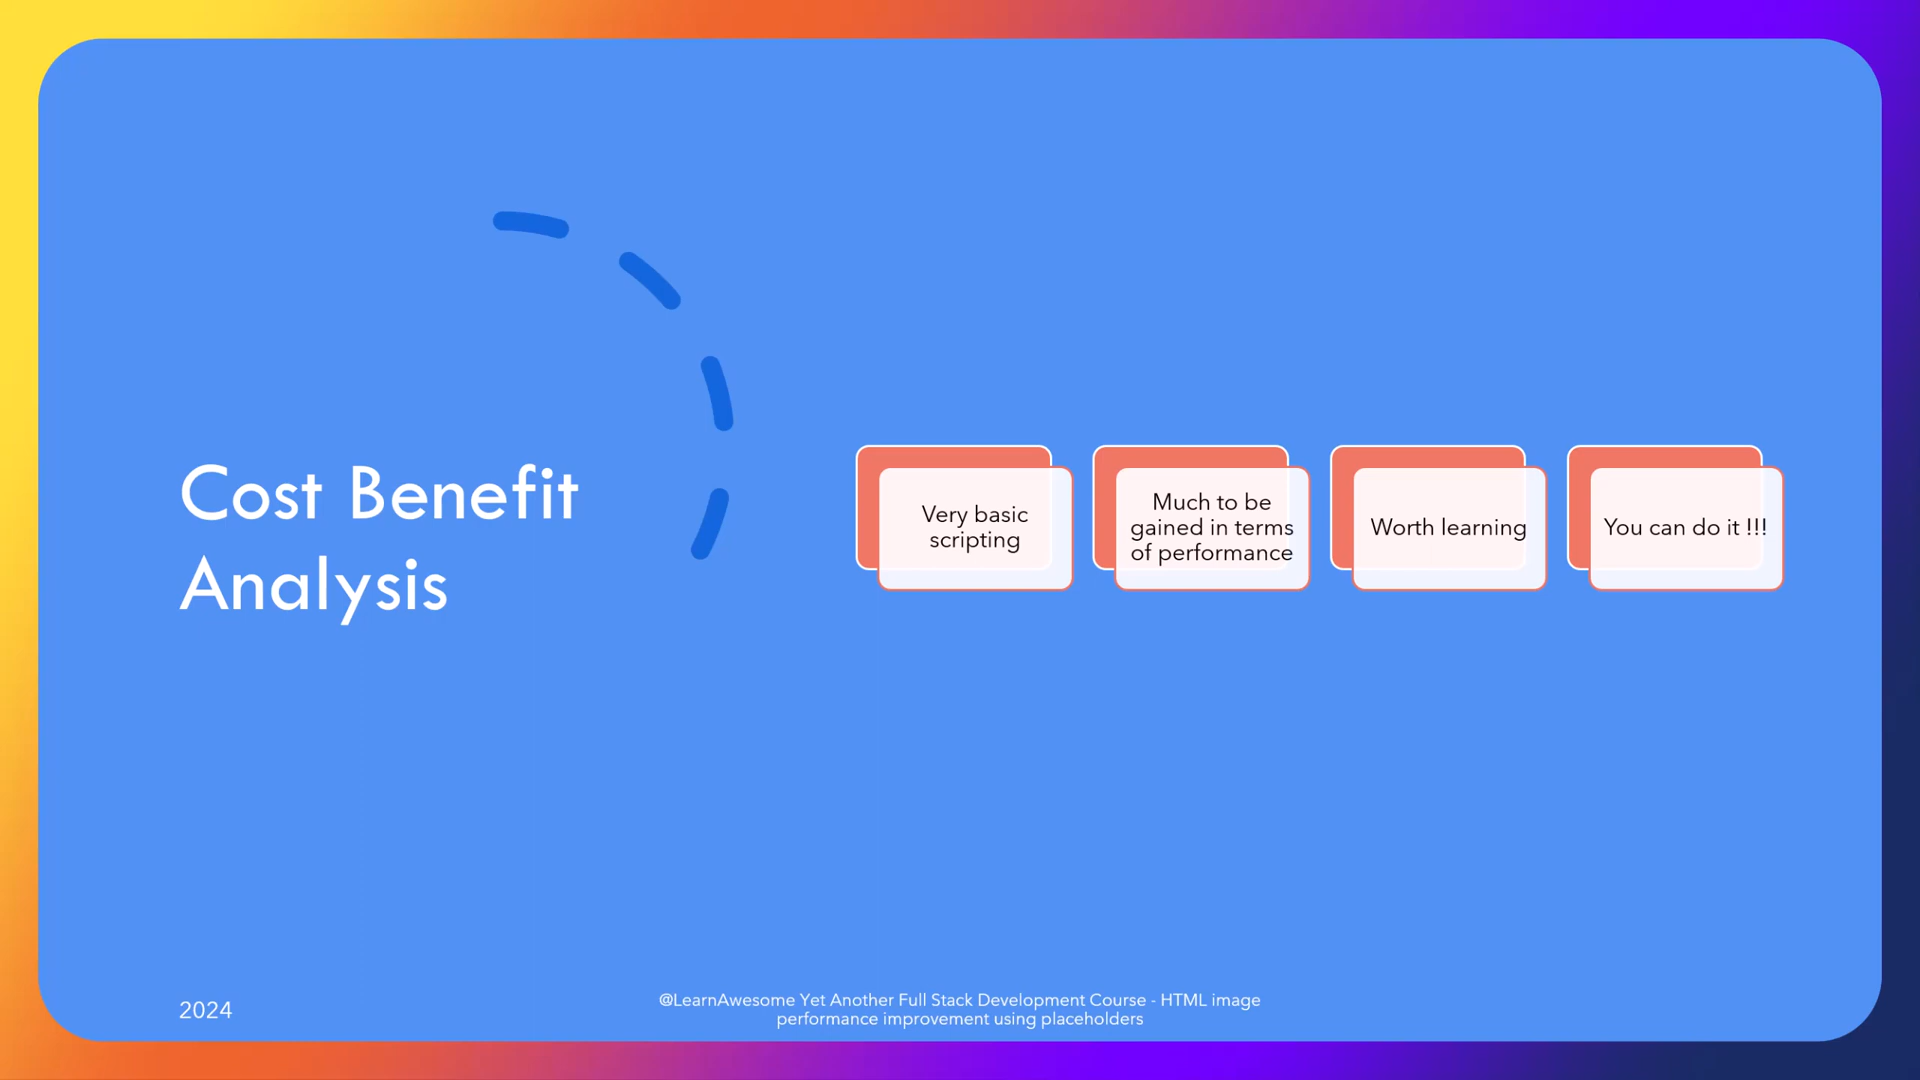 Cost Benefit
Analysis
Very basic
scripting
Much to be
gained in terms
of performance
Worth learning
You can do it !!!
2024
@LearnAwesome Yet Another Full Stack Development Course - HTML image
performance improvement using placeholders